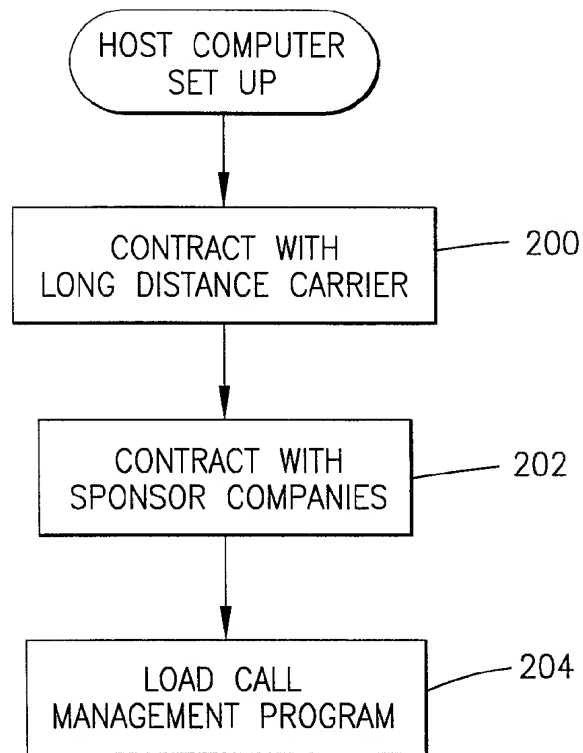 HOST COMPUTER
SET UP
CONTRACT WITH
LONG DISTANCE CARRIER
200
CONTRACT WITH
SPONSOR COMPANIES
202
LOAD CALL
MANAGEMENT PROGRAM
204